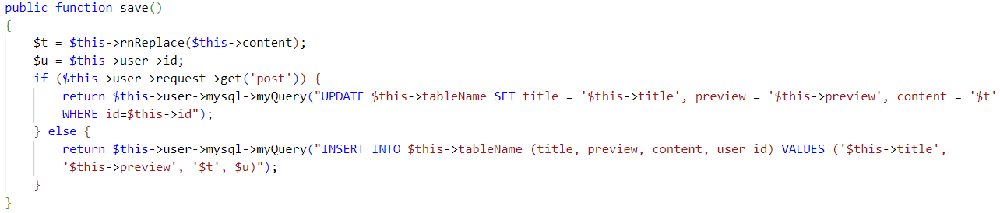 public function save()
{
$t = $this->rnReplace($this->content);
$u = $this->user->id;
if ($this->user->request->get('post')) {
return $this->user->mysql->myQuery("UPDATE $this->tableName SET title = '$this->title', preview = '$this->preview', content = '$t'
WHERE id=$this->id");
} else {
return $this->user->mysql->myQuery("INSERT INTO $this->tableName (title, preview, content, user_id) VALUES ('$this->title',
'$this->preview', '$t', $u)");
}
}